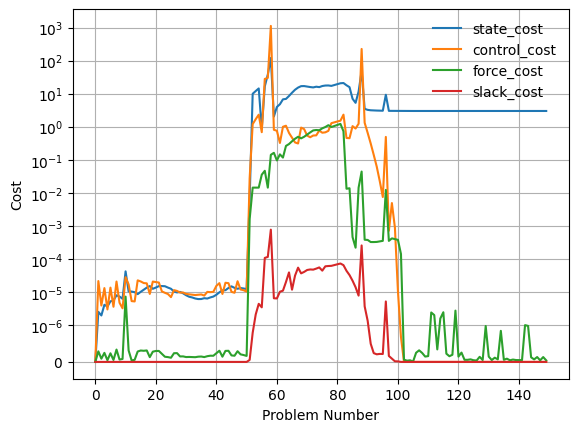 state_cost
control_cost
force_cost
slack_cost
10³
10²
10¹
10⁰
10⁻¹
10⁻²
10⁻³
10⁻⁴
10⁻⁵
10⁻⁶
0
Cost
0 20 40 60 80 100 120 140
Problem Number